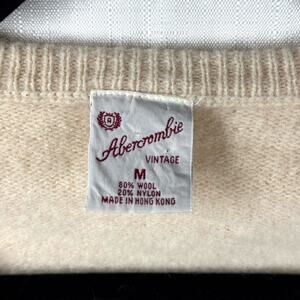 Abercrombie
VINTAGE
M
80% WOOL
20% NYLON
MADE IN HONG KONG